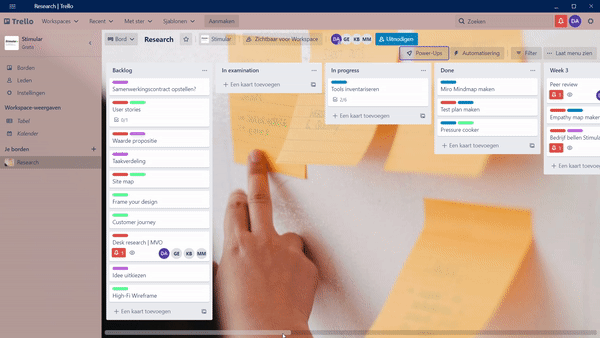 Research | Trello
Trello
Workspaces
Recent
Met ster
Sjablonen
Aanmaken
Zoeken
DA
Stimular
Gratis
Borden
Leden
Instellingen
Workspace-weergaven
Tabel
Kalender
Je borden
Research
Bord
Research
Stimular
Zichtbaar voor Workspace
DA GE KB MM
Uitnodigen
Power-Ups
Automatisering
Filter
Laat menu zien
Backlog
Samenwerkingscontract opstellen?
User stories
0/1
Waarde propositie
Taakverdeling
Site map
Frame your design
Customer journey
Desk research | MVO
DA GE KB MM
Idee uitkiezen
High-Fi Wireframe
+ Een kaart toevoegen
In examination
+ Een kaart toevoegen
In progress
Tools inventariseren
2/6
+ Een kaart toevoegen
Done
Miro Mindmap maken
Test plan maken
Pressure cooker
+ Een kaart toevoegen
Week 3
Peer review
Empathy map maken
Bedrijf bellen Stimula
+ Een kaart toevoegen